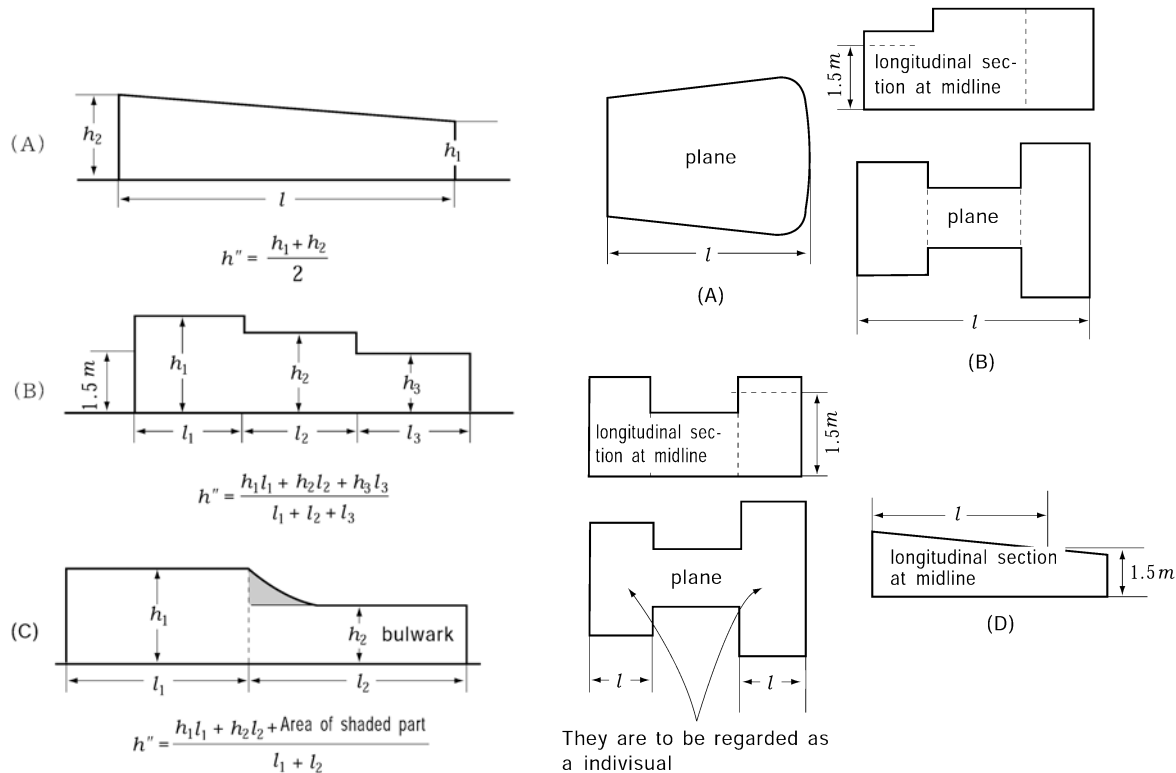 (A)
h₂
h₁
l
h″ = (h₁ + h₂) / 2
(B)
1.5 m
h₁
h₂
h₃
l₁
l₂
l₃
h″ = (h₁l₁ + h₂l₂ + h₃l₃) / (l₁ + l₂ + l₃)
(C)
h₁
h₂
bulwark
l₁
l₂
h″ = (h₁l₁ + h₂l₂ + Area of shaded part) / (l₁ + l₂)
plane
l
(A)
1.5 m
longitudinal sec-
tion at midline
plane
l
(B)
longitudinal sec-
tion at midline
1.5 m
plane
l
l
They are to be regarded as
a indivisual
l
longitudinal section
at midline
1.5 m
(D)